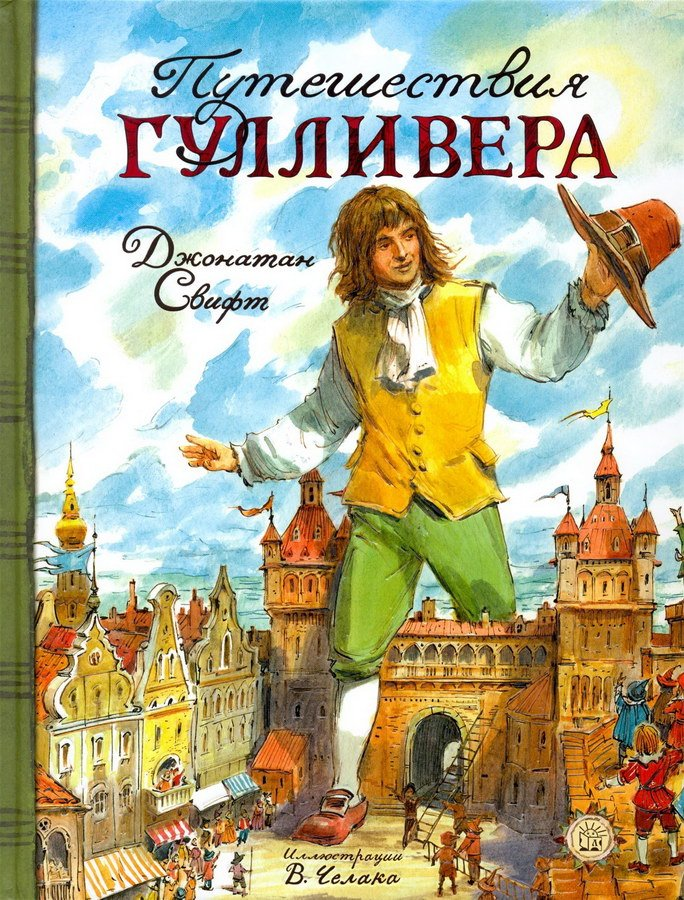 Путешествия
ГУЛЛИВЕРА
Джонатан
Свифт
Иллюстрации
В. Челака